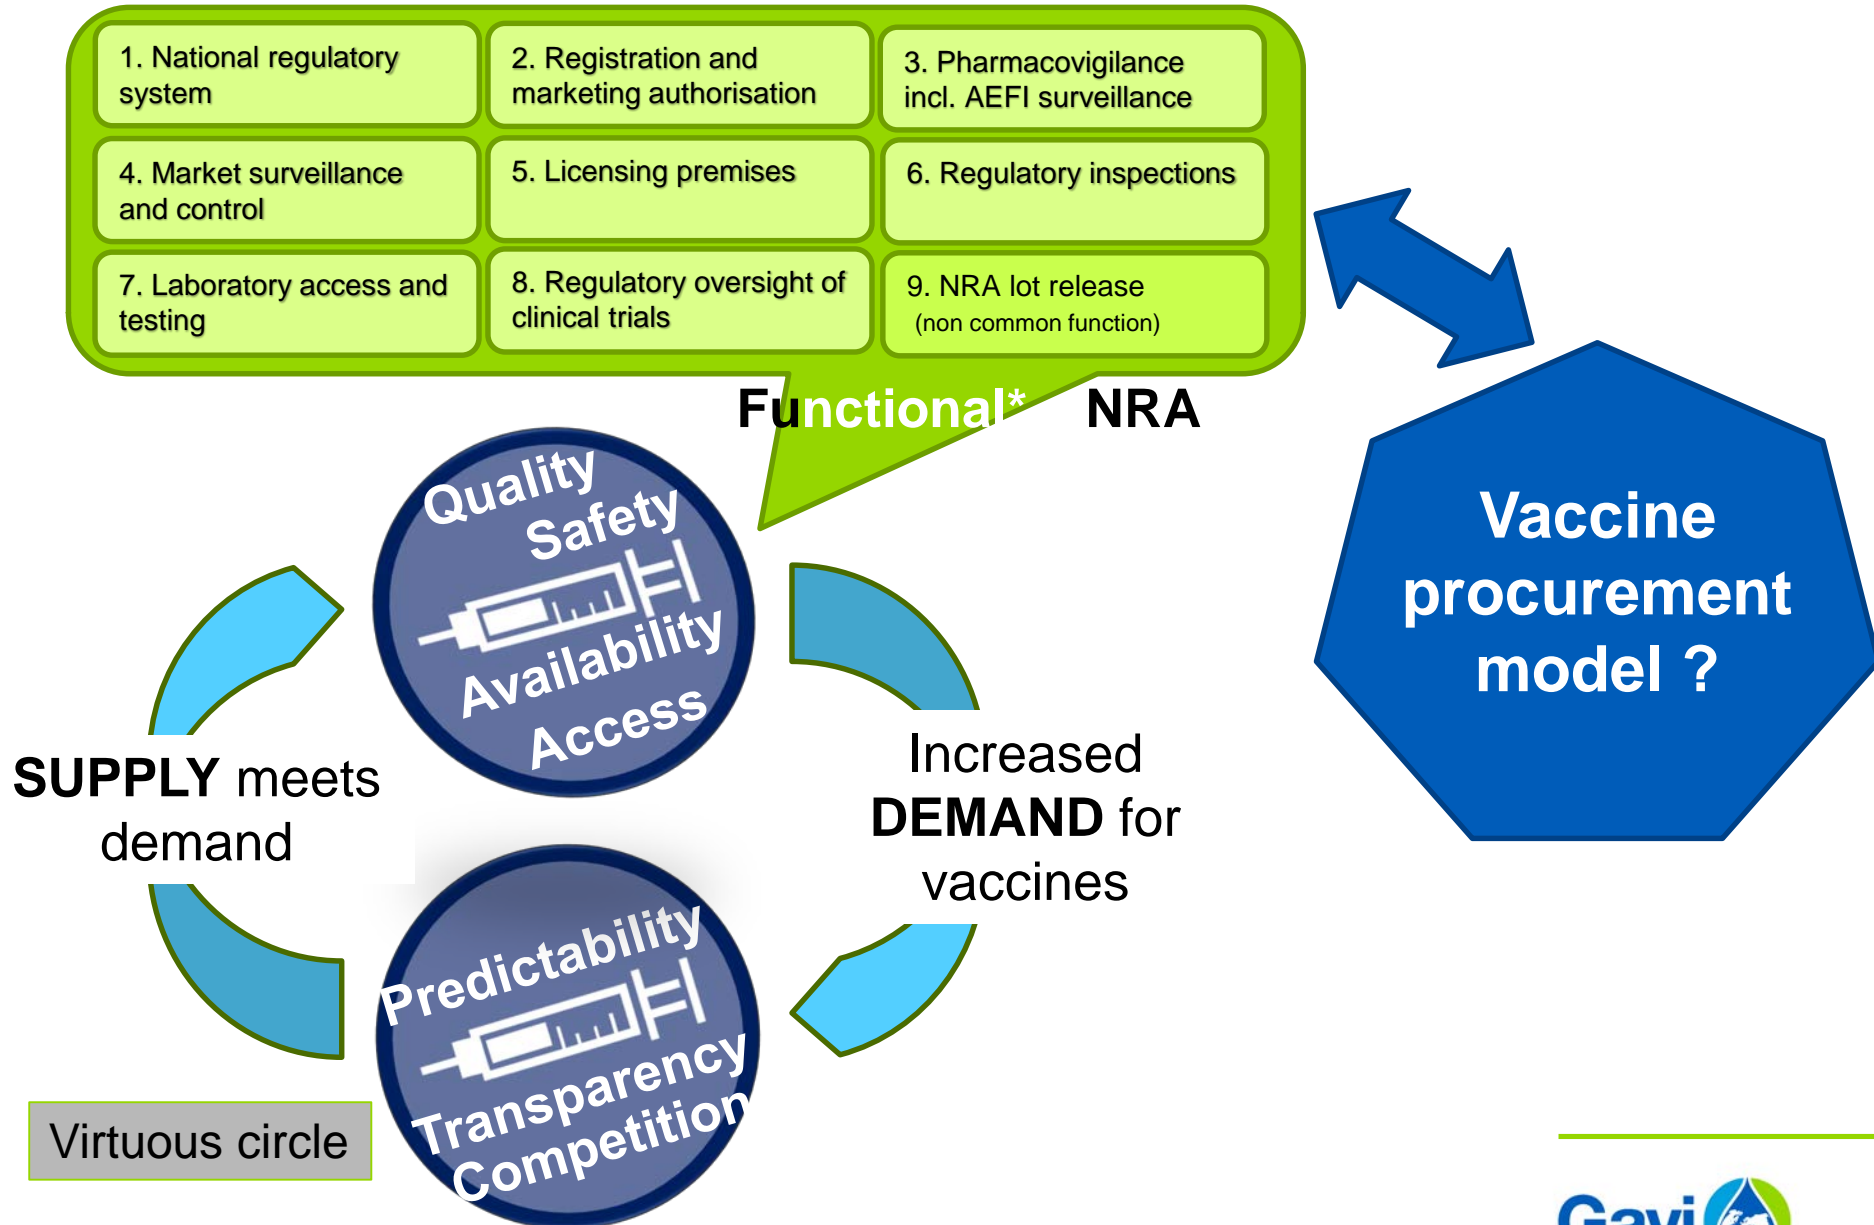 1. National regulatory
system
2. Registration and
marketing authorisation
3. Pharmacovigilance
incl. AEFI surveillance
4. Market surveillance
and control
5. Licensing premises
6. Regulatory inspections
7. Laboratory access and
testing
8. Regulatory oversight of
clinical trials
9. NRA lot release
(non common function)
Functional* NRA
Quality
Safety
Availability
Access
Vaccine
procurement
model ?
SUPPLY meets
demand
Increased
DEMAND for
vaccines
Predictability
Transparency
Competition
Virtuous circle
Gavi